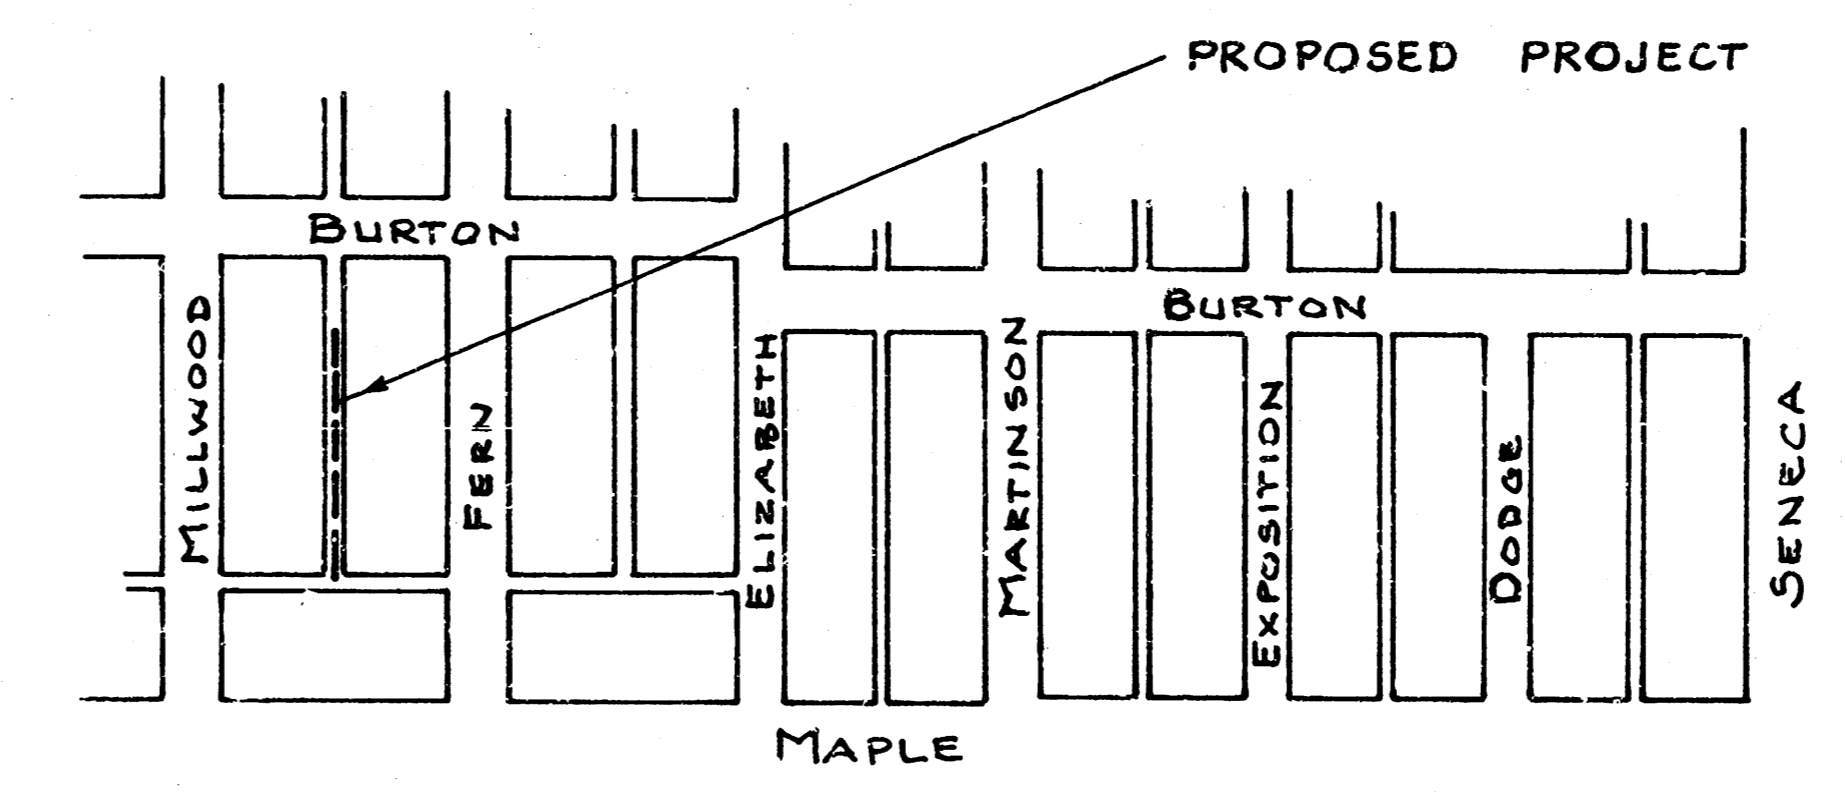 PROPOSED PROJECT
BURTON
BURTON
MILLWOOD
FERN
ELIZABETH
MARTINSON
EXPOSITION
DODGE
SENECA
MAPLE